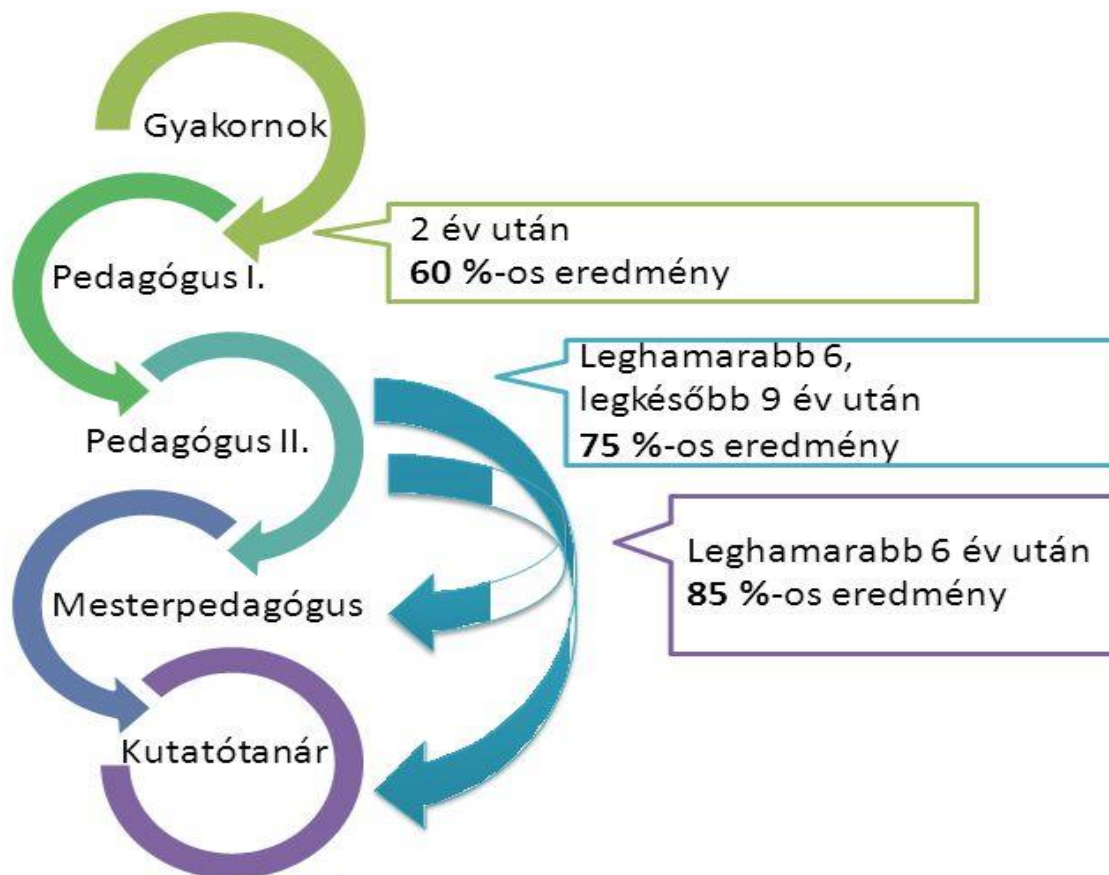 Gyakornok
2 év után
60 %-os eredmény
Pedagógus I.
Leghamarabb 6,
legkésőbb 9 év után
75 %-os eredmény
Pedagógus II.
Leghamarabb 6 év után
85 %-os eredmény
Mesterpedagógus
Kutatótanár